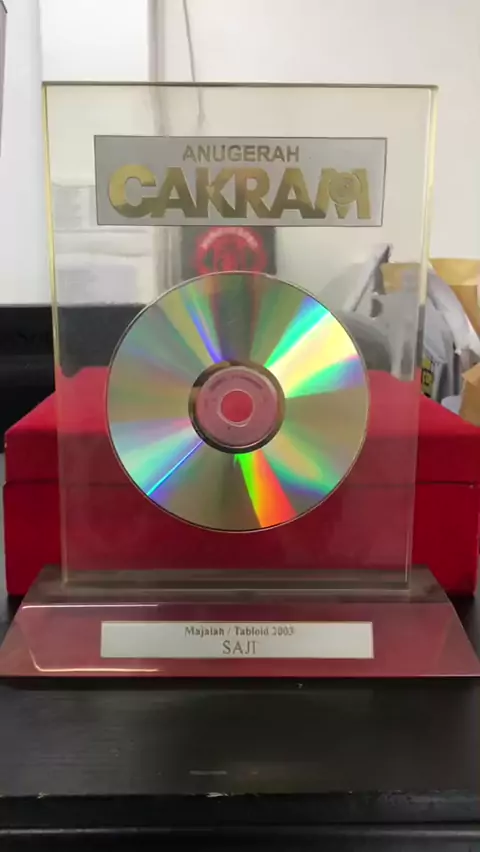 ANUGERAH
CAKRAM
Majalah / Tabloid 2003
SAJI